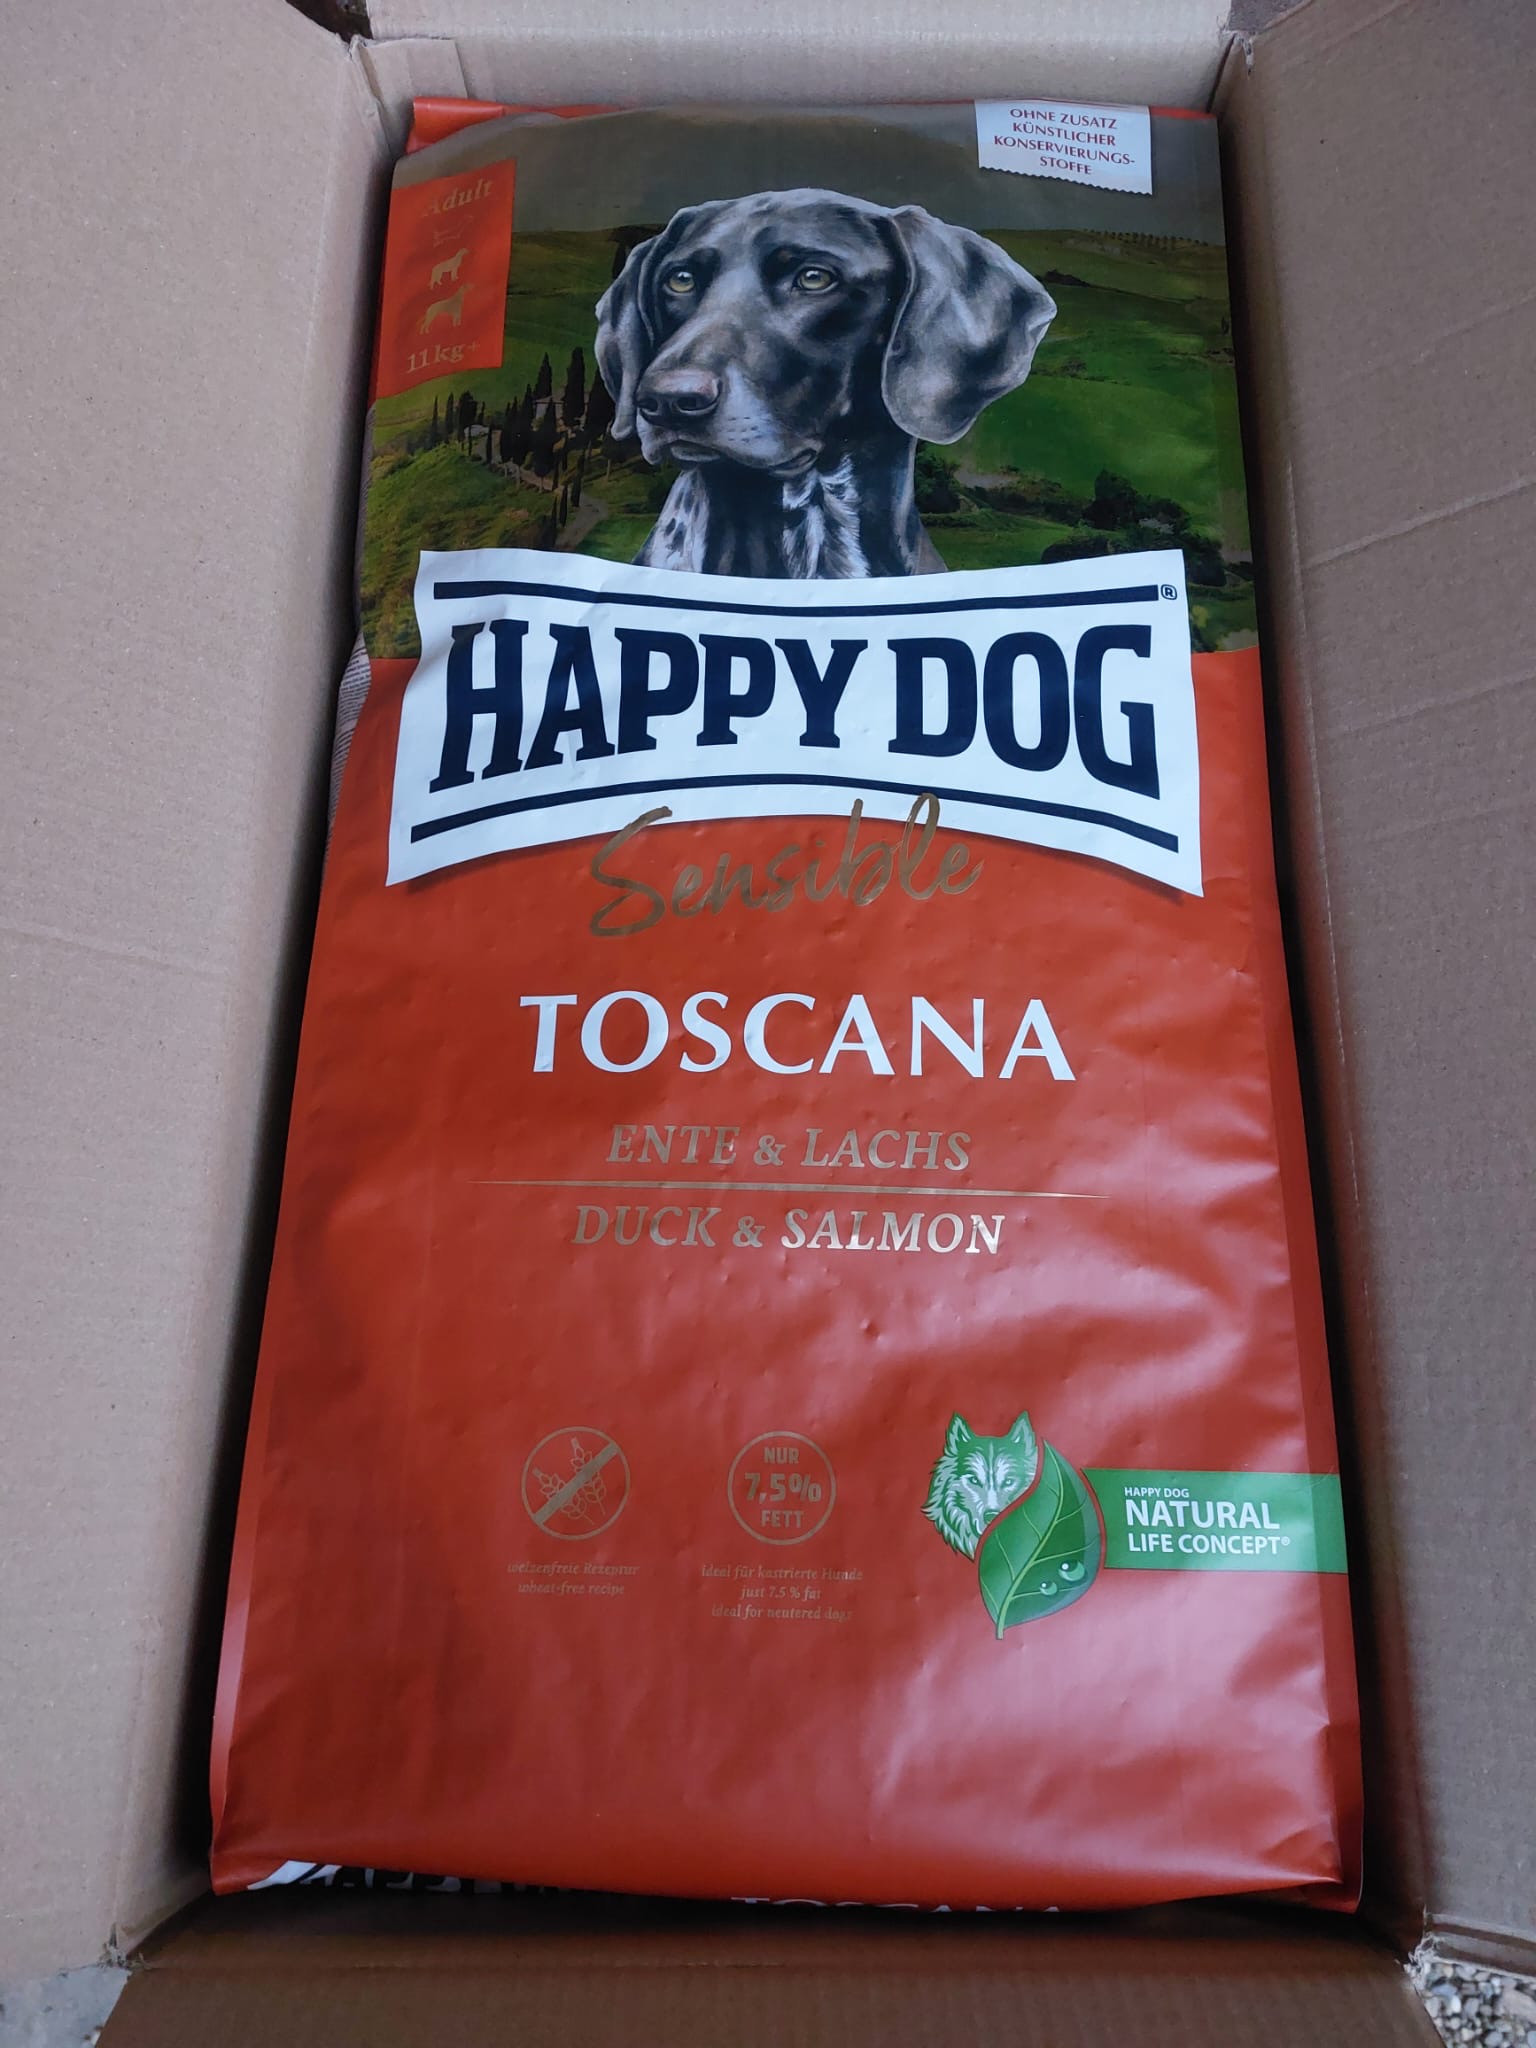 OHNE ZUSATZ
KÜNSTLICHER
KONSERVIERUNGS-
STOFFE
Adult
11 kg+
HAPPY DOG®
Sensible
TOSCANA
ENTE & LACHS
DUCK & SALMON
NUR
7,5%
FETT
weizenfreie Rezeptur
wheat-free recipe
ideal für kastrierte Hunde
just 7.5 % fat
ideal for neutered dogs
HAPPY DOG
NATURAL
LIFE CONCEPT®
TOSCANA